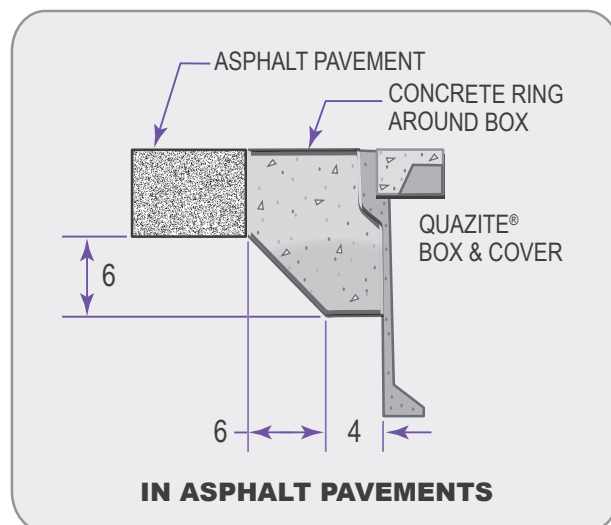 ASPHALT PAVEMENT
CONCRETE RING
AROUND BOX
QUAZITE®
BOX & COVER
6
6
4
IN ASPHALT PAVEMENTS